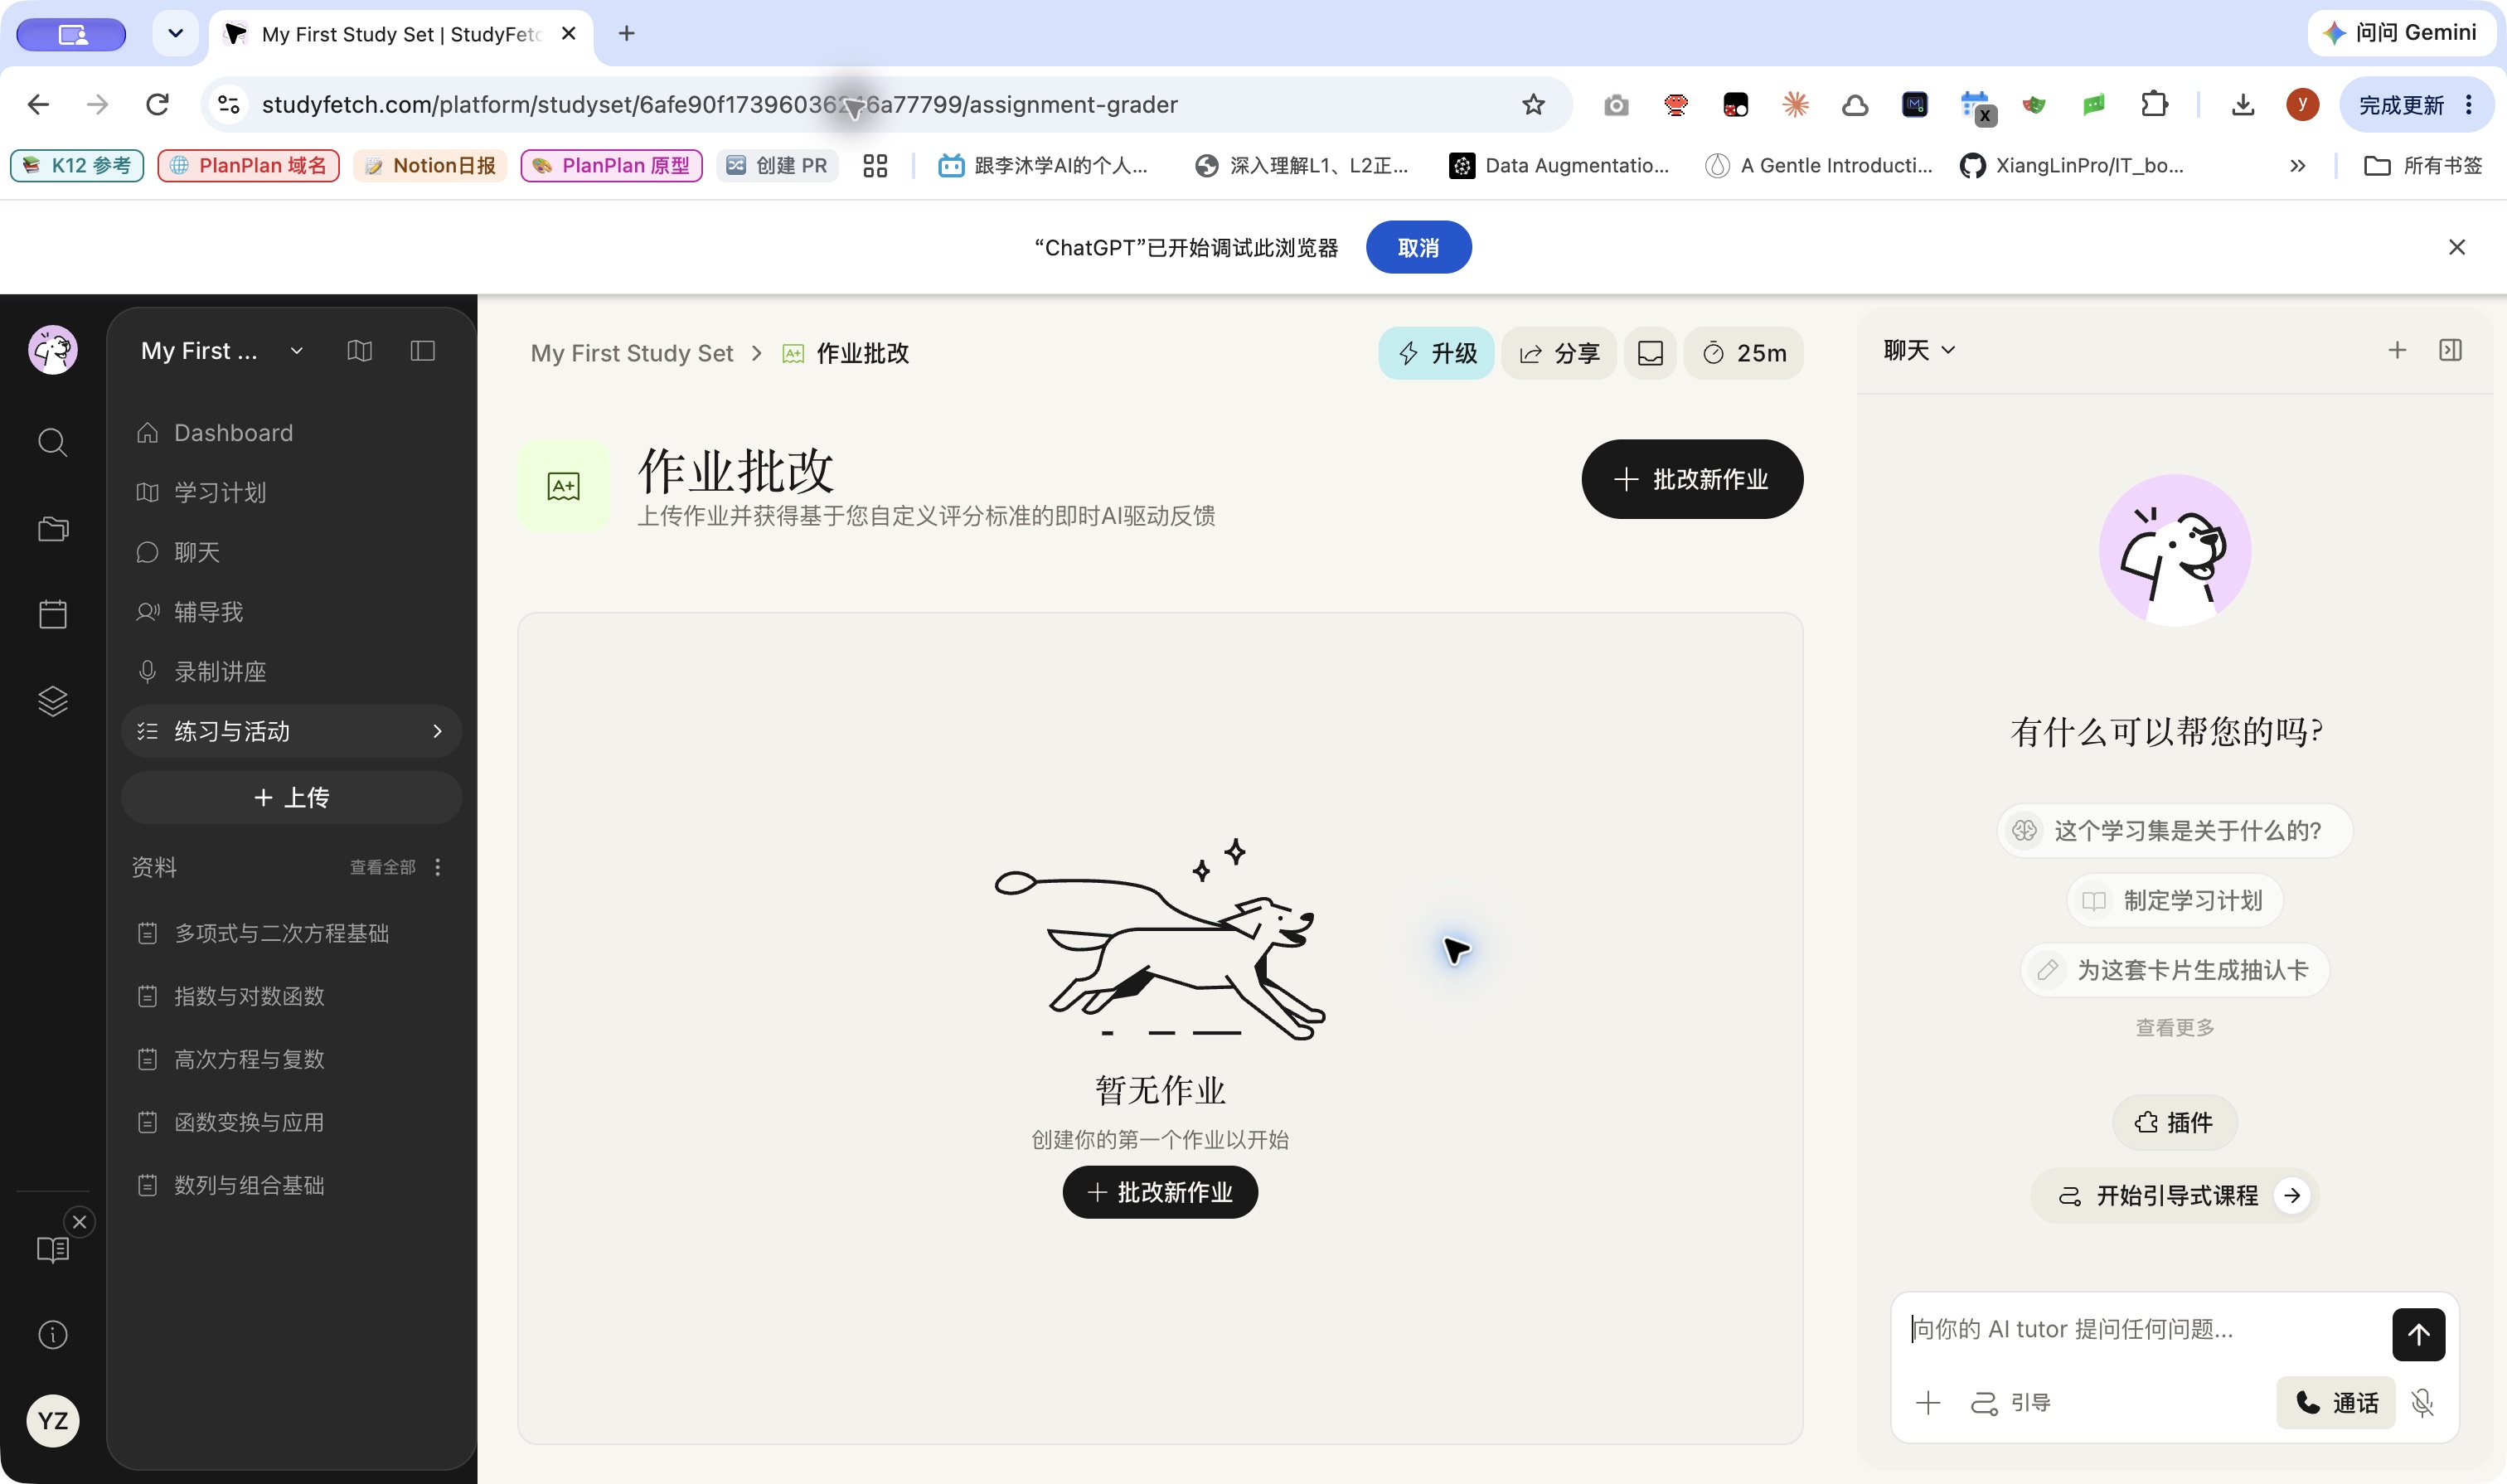 My First Study Set | StudyFetc
问问 Gemini
studyfetch.com/platform/studyset/6afe90f17396036246a77799/assignment-grader
X
y
完成更新
K12 参考
PlanPlan 域名
Notion日报
PlanPlan 原型
创建 PR
跟李沐学AI的个人...
深入理解L1、L2正...
Data Augmentatio...
A Gentle Introducti...
XiangLinPro/IT_bo...
所有书签
“ChatGPT”已开始调试此浏览器
取消
My First ...
Dashboard
学习计划
聊天
辅导我
录制讲座
练习与活动
+ 上传
资料
查看全部
多项式与二次方程基础
指数与对数函数
高次方程与复数
函数变换与应用
数列与组合基础
YZ
My First Study Set
A+ 作业批改
升级
分享
25m
A+
作业批改
上传作业并获得基于您自定义评分标准的即时AI驱动反馈
+ 批改新作业
暂无作业
创建你的第一个作业以开始
+ 批改新作业
聊天
有什么可以帮您的吗?
这个学习集是关于什么的?
制定学习计划
为这套卡片生成抽认卡
查看更多
插件
开始引导式课程
向你的 AI tutor 提问任何问题...
引导
通话